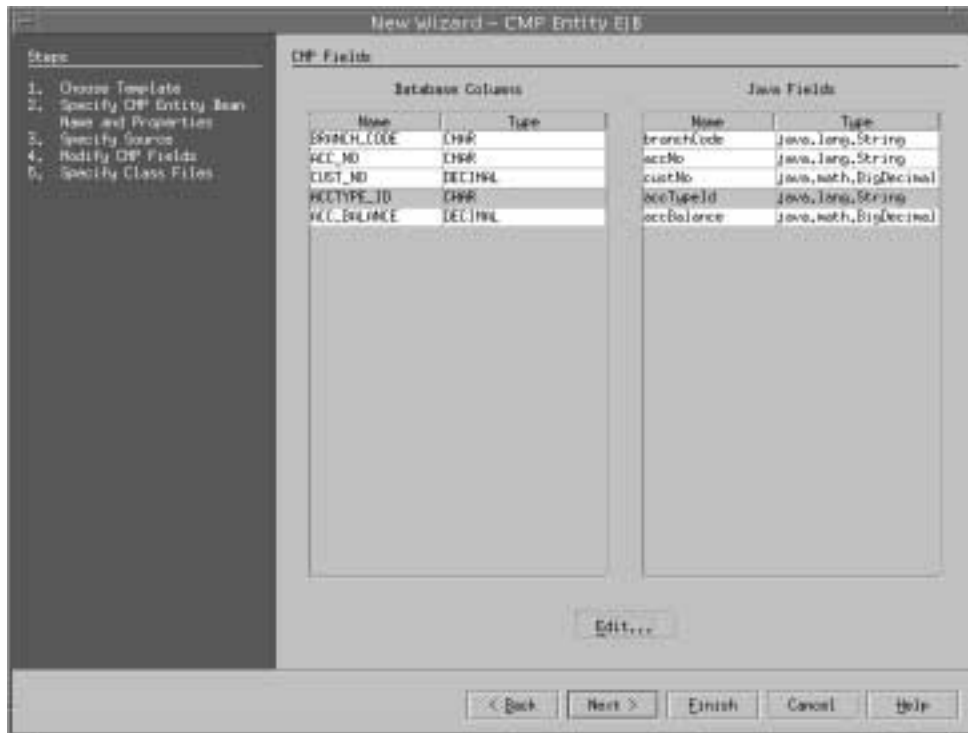 New Wizard - CMP Entity EJB
Steps
1. Choose Template
2. Specify CMP Entity Bean
Name and Properties
3. Specify Source
4. Modify CMP Fields
5. Specify Class Files
CMP Fields
Database Columns
Java Fields
Name Type
Name Type
BRANCH_CODE CHAR
branchCode java.lang.String
ACC_NO CHAR
accNo java.lang.String
CUST_NO DECIMAL
custNo java.math.BigDecimal
ACCTYPE_ID CHAR
accTypeId java.lang.String
ACC_BALANCE DECIMAL
accBalance java.math.BigDecimal
Edit...
< Back
Next >
Finish
Cancel
Help